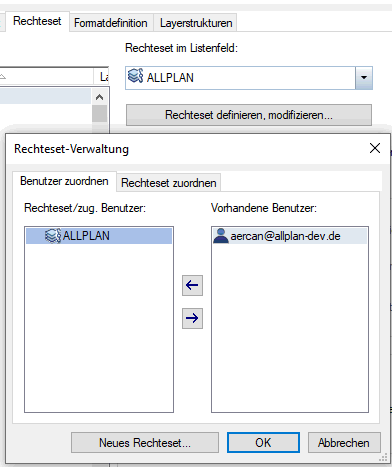 Rechteset
Formatdefinition
Layerstrukturen
Rechteset im Listenfeld:
ALLPLAN
Rechteset definieren, modifizieren...
Rechteset-Verwaltung
Benutzer zuordnen
Rechteset zuordnen
Rechteset/zug. Benutzer:
Vorhandene Benutzer:
ALLPLAN
aercan@allplan-dev.de
Neues Rechteset...
OK
Abbrechen